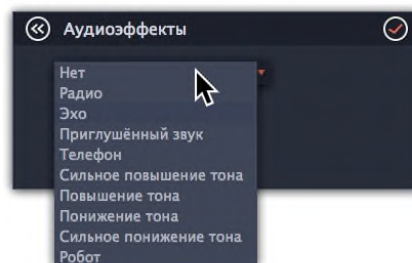 Аудиоэффекты
Нет
Радио
Эхо
Приглушённый звук
Телефон
Сильное повышение тона
Повышение тона
Понижение тона
Сильное понижение тона
Робот